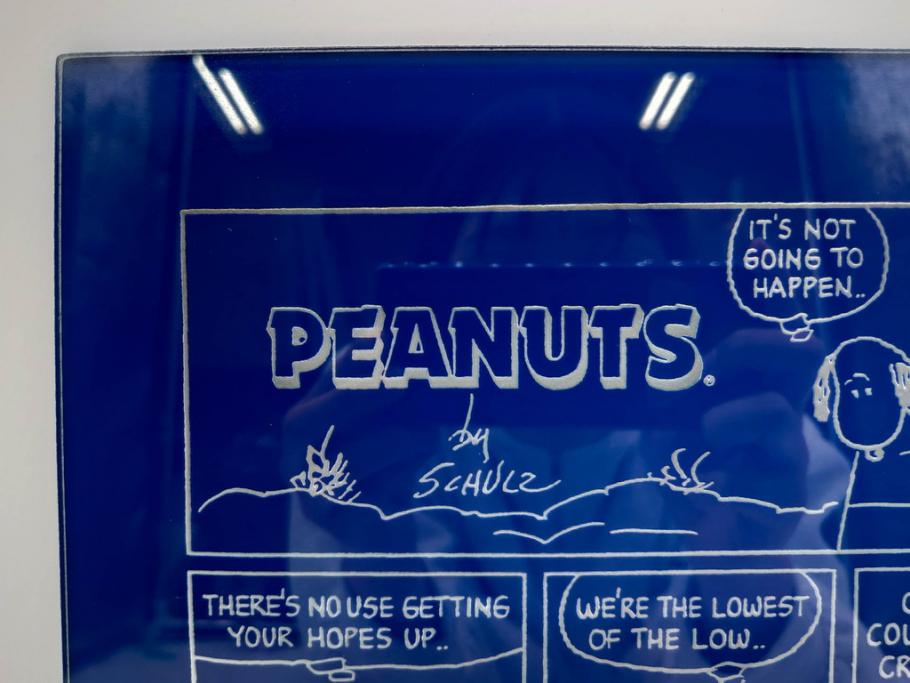 IT'S NOT
GOING TO
HAPPEN..
PEANUTS®
by
SCHULZ
THERE'S NO USE GETTING
YOUR HOPES UP..
WE'RE THE LOWEST
OF THE LOW..